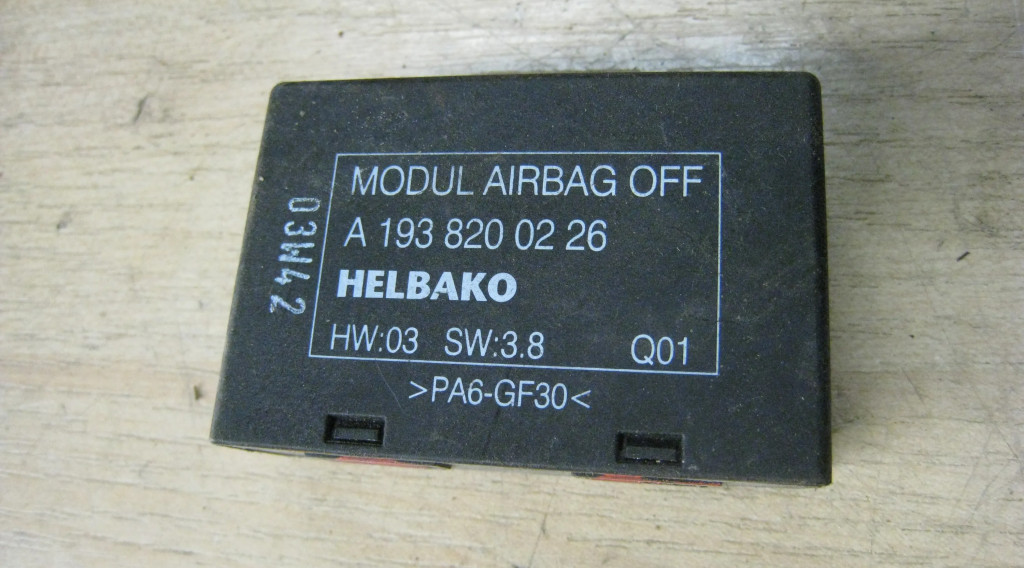 MODUL AIRBAG OFF
A 193 820 02 26
HELBAKO
HW:03 SW:3.8 Q01
>PA6-GF30<
03W42